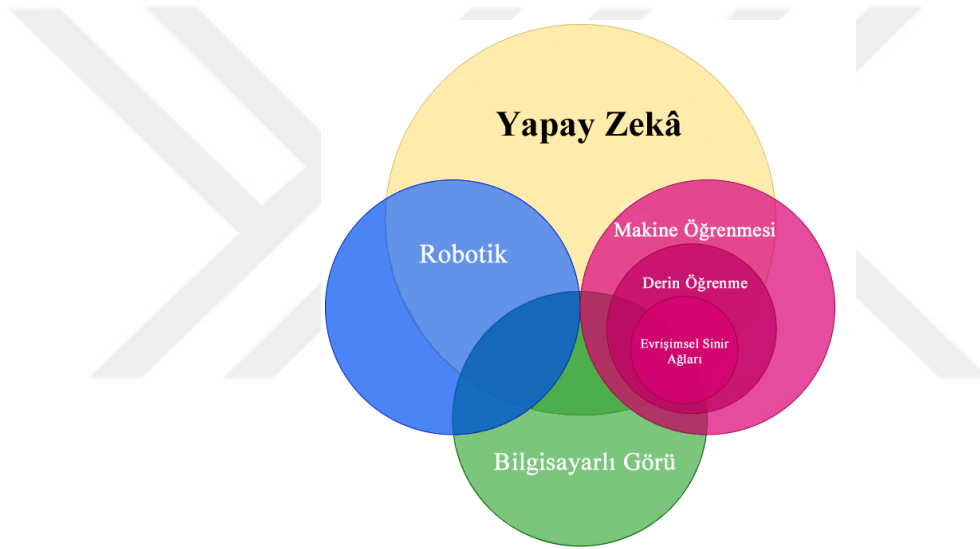 Yapay Zekâ
Robotik
Makine Öğrenmesi
Derin Öğrenme
Evrişimsel Sinir
Ağları
Bilgisayarlı Görü